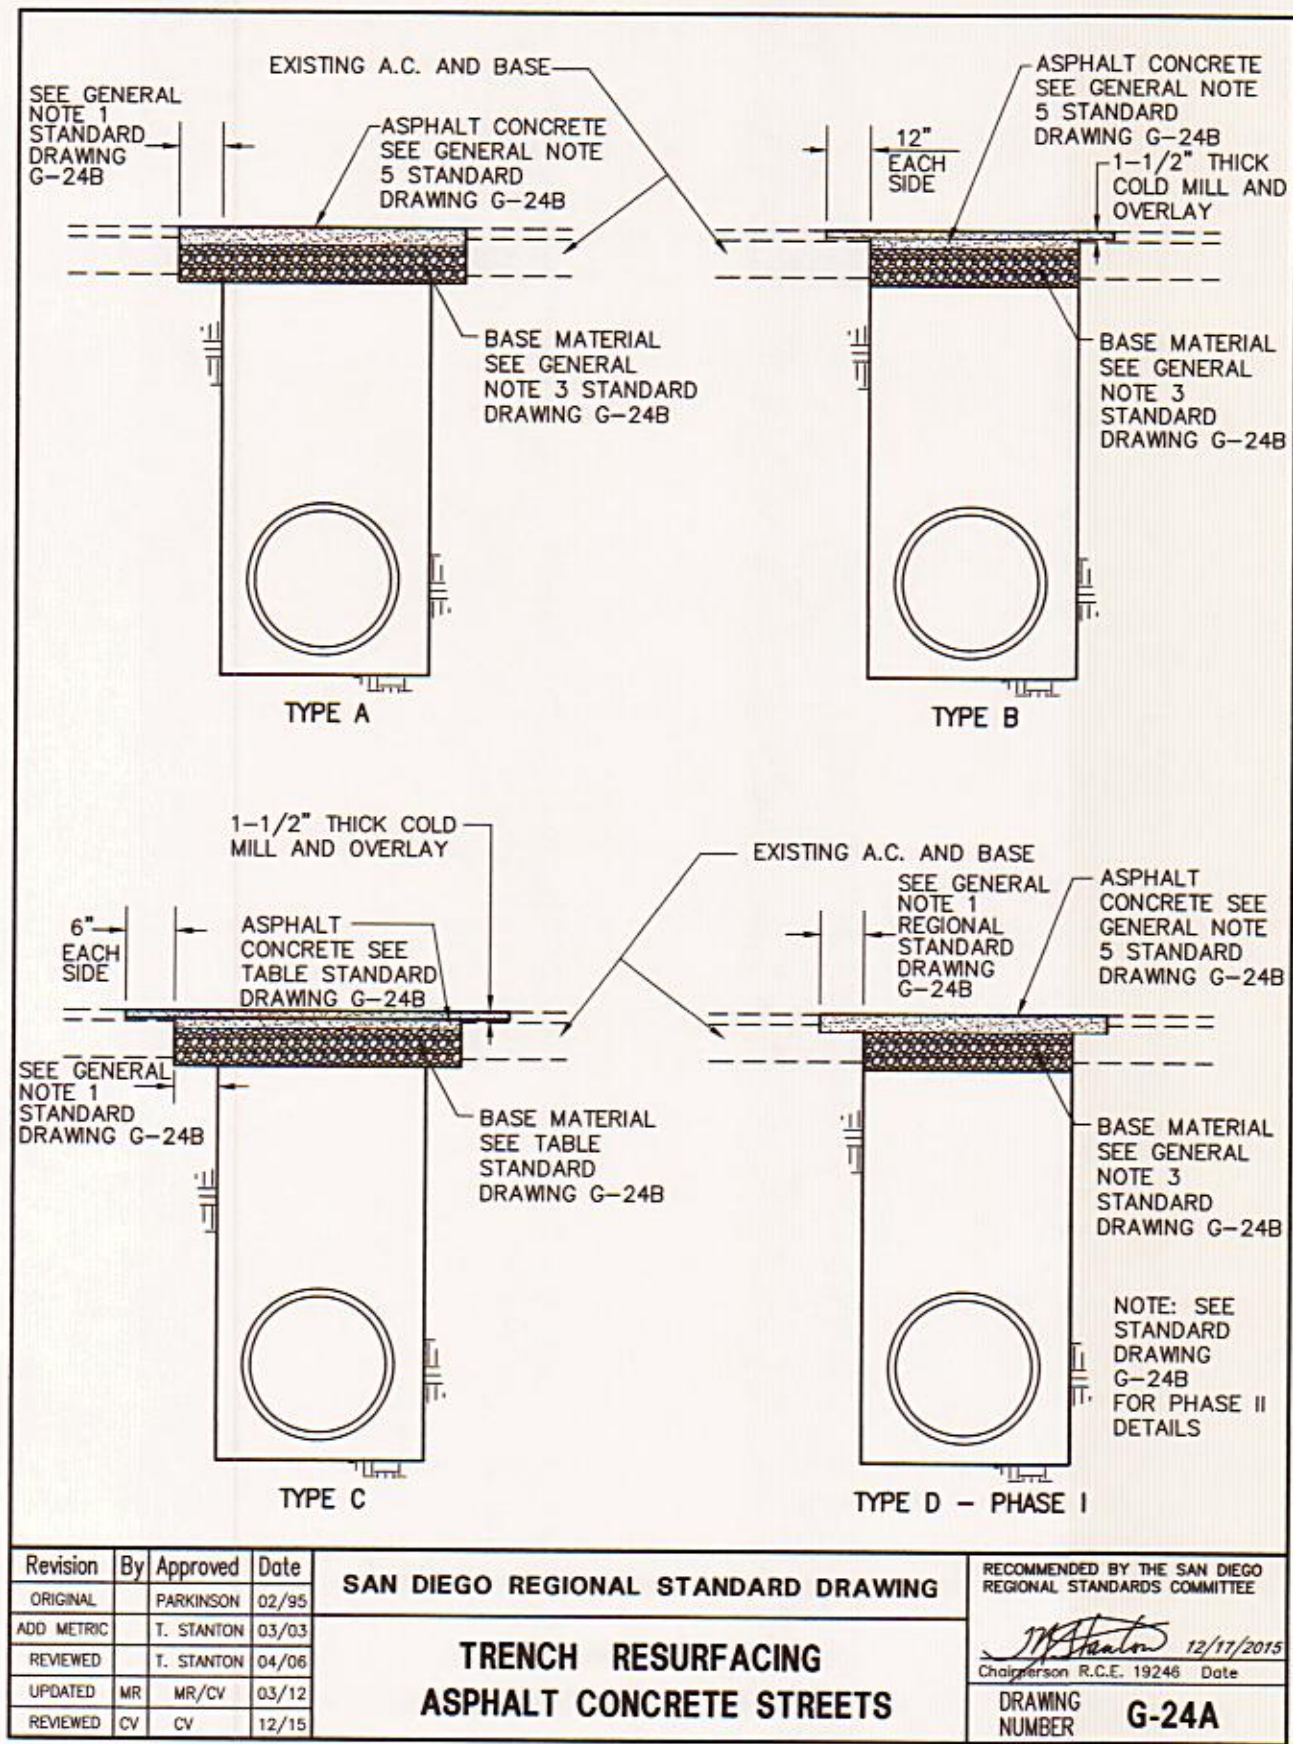 EXISTING A.C. AND BASE
SEE GENERAL
NOTE 1
STANDARD
DRAWING
G-24B
ASPHALT CONCRETE
SEE GENERAL NOTE
5 STANDARD
DRAWING G-24B
BASE MATERIAL
SEE GENERAL
NOTE 3 STANDARD
DRAWING G-24B
TYPE A
12"
EACH
SIDE
ASPHALT CONCRETE
SEE GENERAL NOTE
5 STANDARD
DRAWING G-24B
1-1/2" THICK
COLD MILL AND
OVERLAY
BASE MATERIAL
SEE GENERAL
NOTE 3
STANDARD
DRAWING G-24B
TYPE B
1-1/2" THICK COLD
MILL AND OVERLAY
6"
EACH
SIDE
ASPHALT
CONCRETE SEE
TABLE STANDARD
DRAWING G-24B
SEE GENERAL
NOTE 1
STANDARD
DRAWING G-24B
BASE MATERIAL
SEE TABLE
STANDARD
DRAWING G-24B
TYPE C
EXISTING A.C. AND BASE
SEE GENERAL
NOTE 1
REGIONAL
STANDARD
DRAWING
G-24B
ASPHALT
CONCRETE SEE
GENERAL NOTE
5 STANDARD
DRAWING G-24B
BASE MATERIAL
SEE GENERAL
NOTE 3
STANDARD
DRAWING G-24B
NOTE: SEE
STANDARD
DRAWING
G-24B
FOR PHASE II
DETAILS
TYPE D - PHASE I
Revision By Approved Date
ORIGINAL PARKINSON 02/95
ADD METRIC T. STANTON 03/03
REVIEWED T. STANTON 04/06
UPDATED MR MR/CV 03/12
REVIEWED CV CV 12/15
SAN DIEGO REGIONAL STANDARD DRAWING
TRENCH RESURFACING
ASPHALT CONCRETE STREETS
RECOMMENDED BY THE SAN DIEGO
REGIONAL STANDARDS COMMITTEE
12/17/2015
Chairperson R.C.E. 19246 Date
DRAWING
NUMBER
G-24A